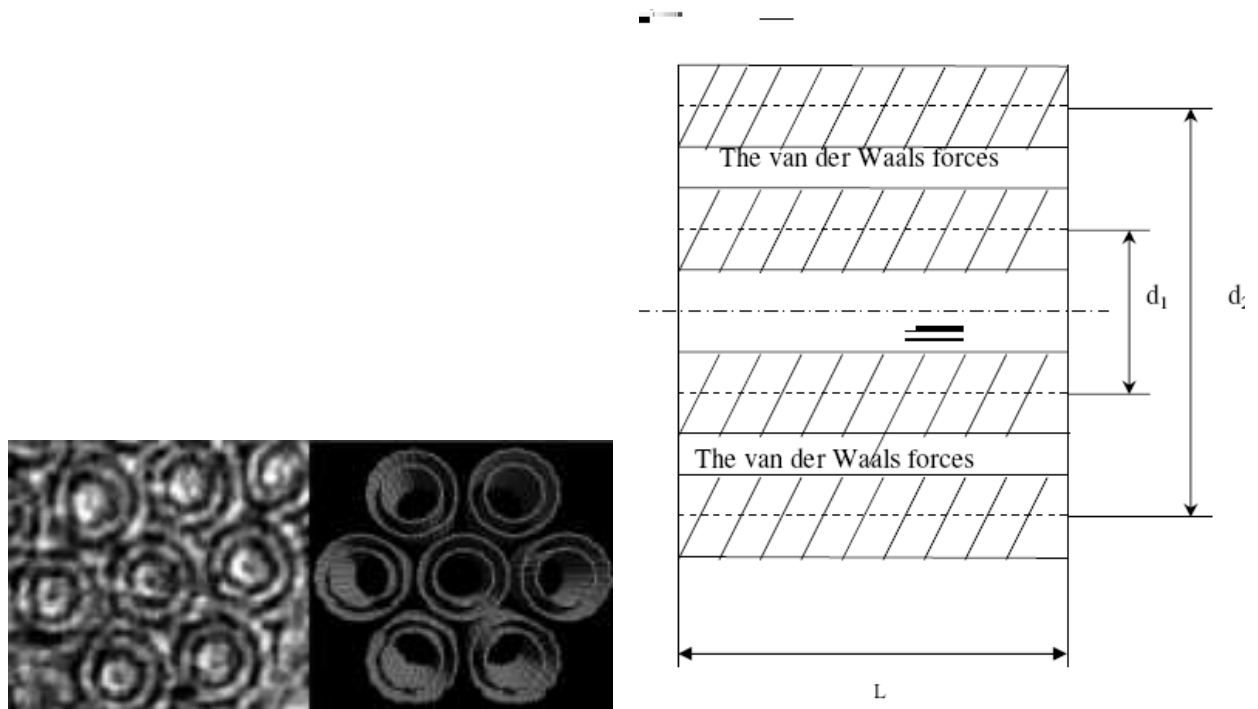 The van der Waals forces
d₁
d₂
The van der Waals forces
L